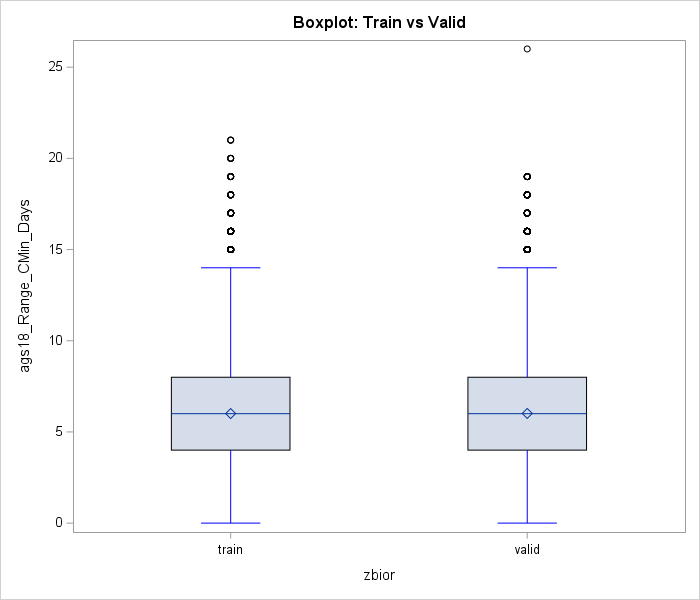 Boxplot: Train vs Valid
ags18_Range_CMin_Days
25
20
15
10
5
0
train
valid
zbior